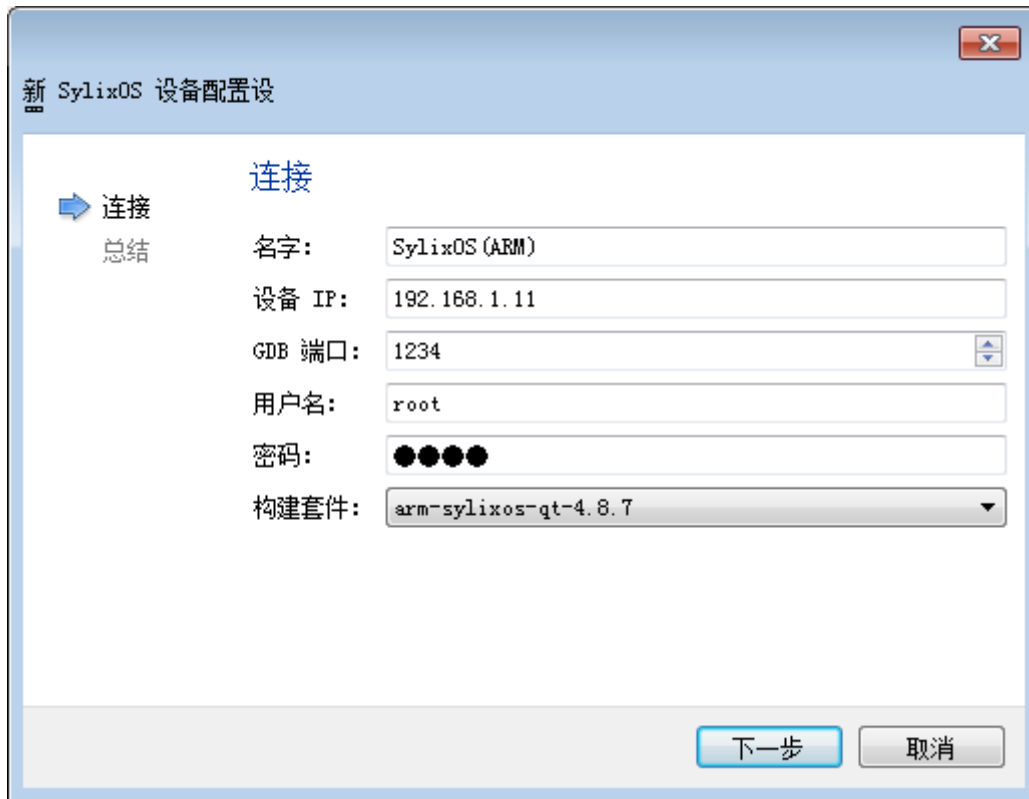 新 SylixOS 设备配置设
连接
总结
连接
名字: SylixOS(ARM)
设备 IP: 192.168.1.11
GDB 端口: 1234
用户名: root
密码: ●●●●
构建套件: arm-sylixos-qt-4.8.7
下一步 取消